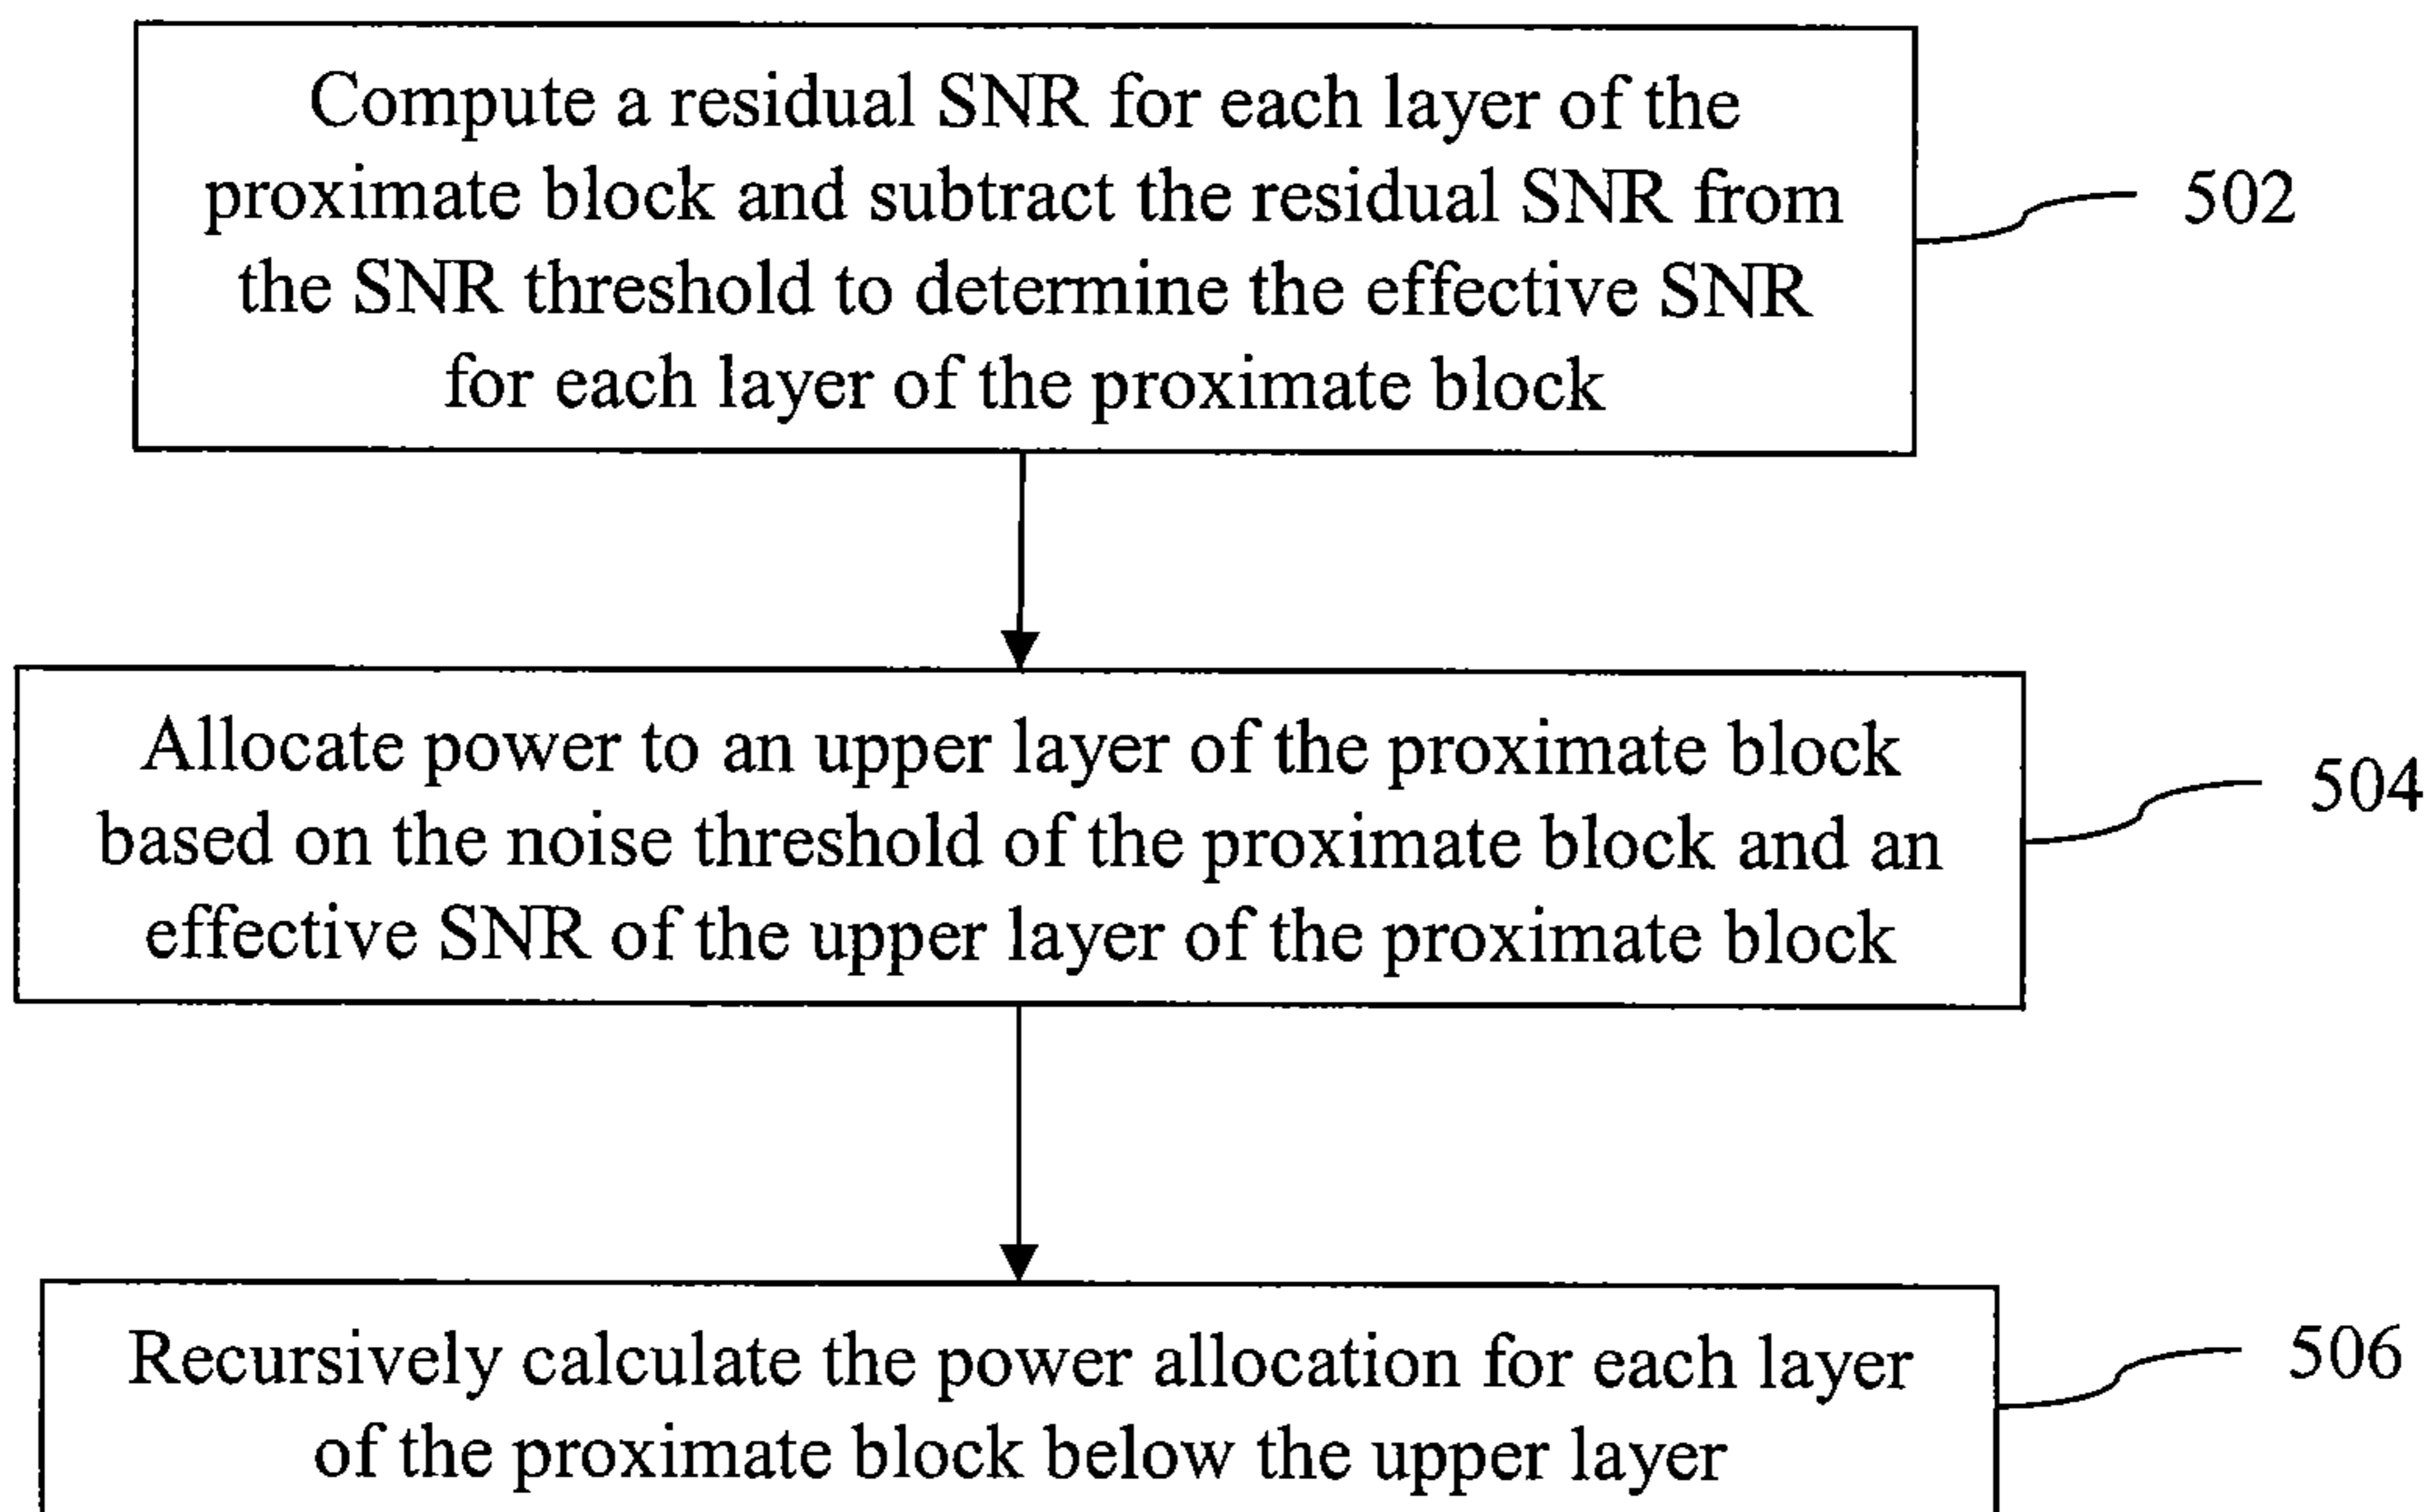 Compute a residual SNR for each layer of the
proximate block and subtract the residual SNR from
the SNR threshold to determine the effective SNR
for each layer of the proximate block
502
Allocate power to an upper layer of the proximate block
based on the noise threshold of the proximate block and an
effective SNR of the upper layer of the proximate block
504
Recursively calculate the power allocation for each layer
of the proximate block below the upper layer
506